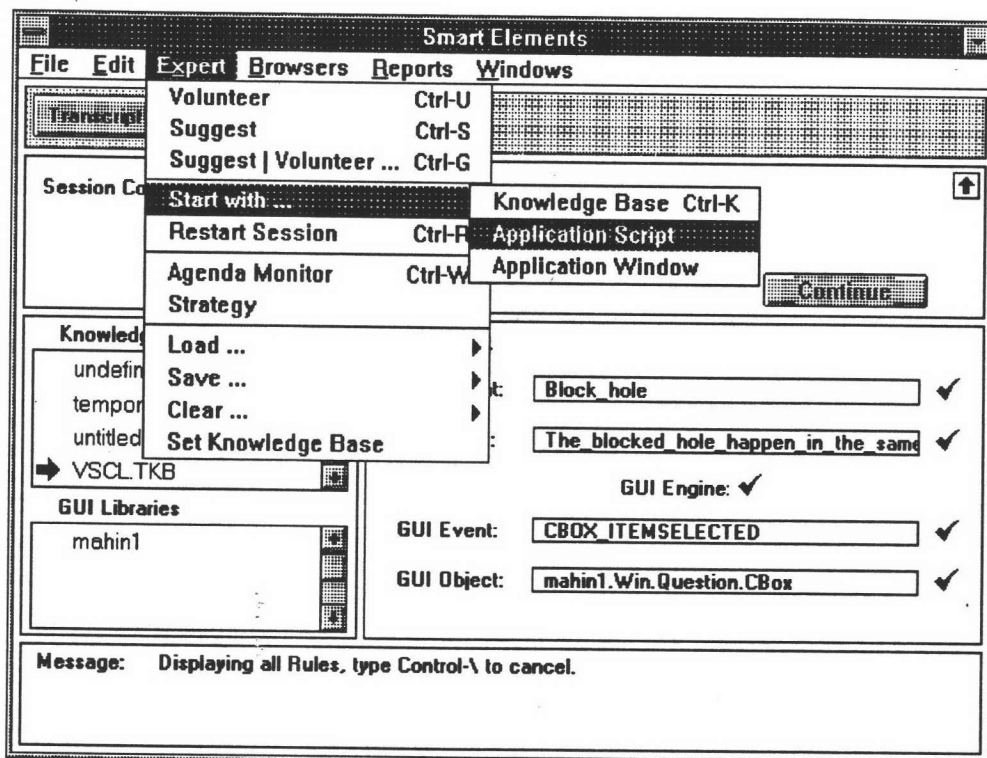 Smart Elements
File Edit Expert Browsers Reports Windows
Transcript
Volunteer Ctrl-U
Suggest Ctrl-S
Suggest | Volunteer ... Ctrl-G
Session Co
Start with ...
Knowledge Base Ctrl-K
Restart Session Ctrl-R
Application Script
Agenda Monitor Ctrl-W
Application Window
Strategy
Continue
Knowledg
Load ...
undefin
Save ...
t:
Block_hole
tempor
Clear ...
untitled
Set Knowledge Base
:
The_blocked_hole_happen_in_the_same
VSCL.TKB
GUI Engine:
GUI Libraries
mahin1
GUI Event: CBOX_ITEMSELECTED
GUI Object: mahin1.Win.Question.CBox
Message: Displaying all Rules, type Control-\ to cancel.